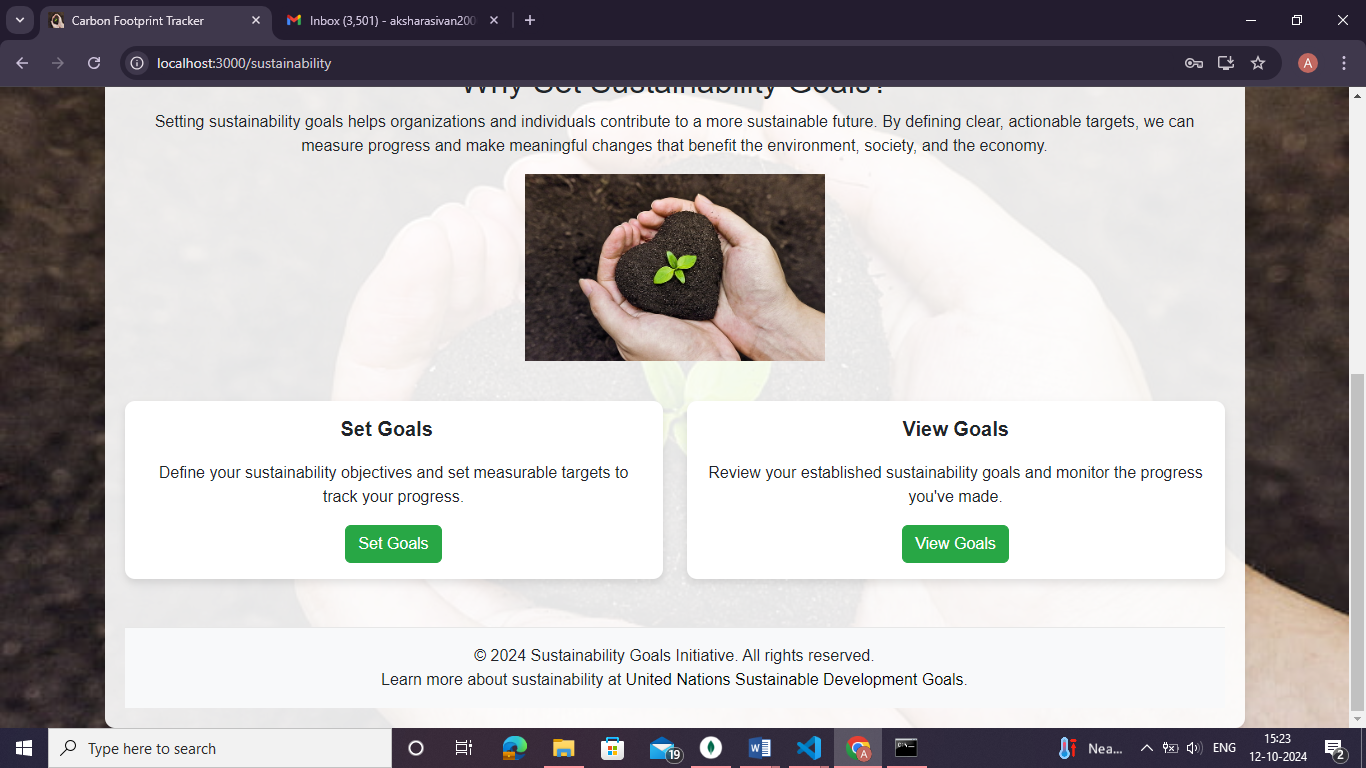 Carbon Footprint Tracker
Inbox (3,501) - aksharasivan200
localhost:3000/sustainability
A
Why Set Sustainability Goals?
Setting sustainability goals helps organizations and individuals contribute to a more sustainable future. By defining clear, actionable targets, we can
measure progress and make meaningful changes that benefit the environment, society, and the economy.
Set Goals
Define your sustainability objectives and set measurable targets to
track your progress.
Set Goals
View Goals
Review your established sustainability goals and monitor the progress
you've made.
View Goals
© 2024 Sustainability Goals Initiative. All rights reserved.
Learn more about sustainability at United Nations Sustainable Development Goals.
Type here to search
19
A
Nea...
ENG
15:23
12-10-2024
2